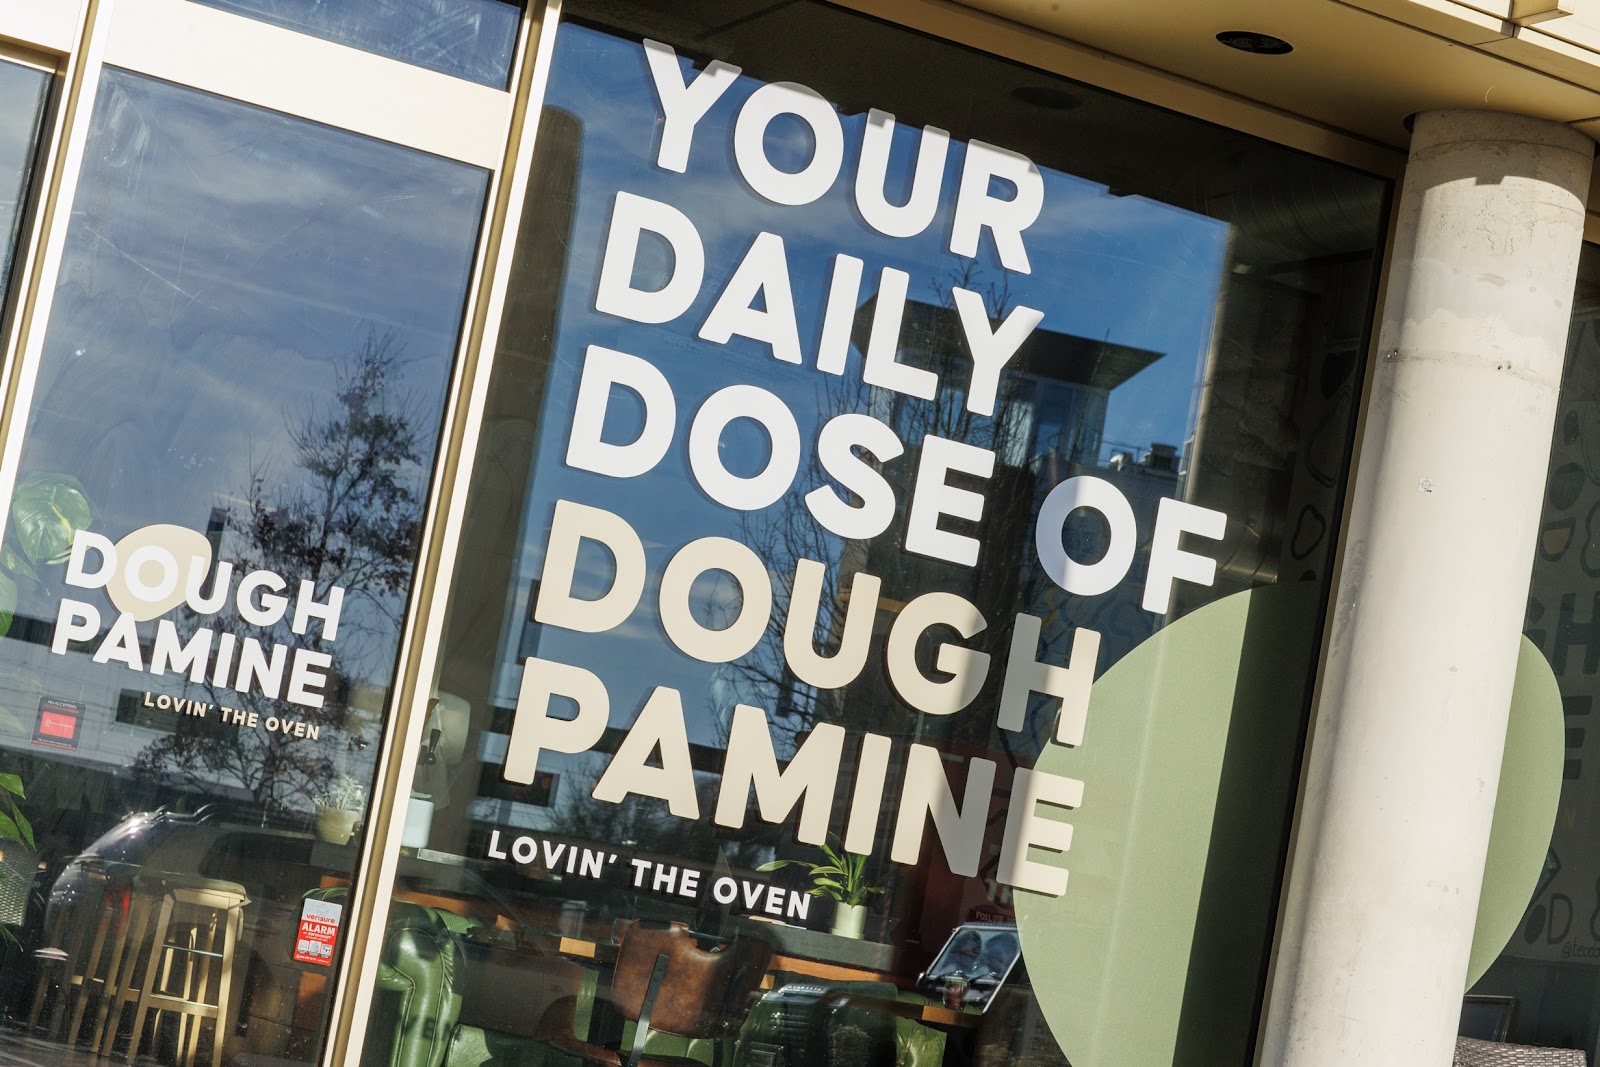 YOUR
DAILY
DOSE OF
DOUGH
PAMINE
LOVIN' THE OVEN
DOUGH
PAMINE
LOVIN' THE OVEN
verisure
ALARM